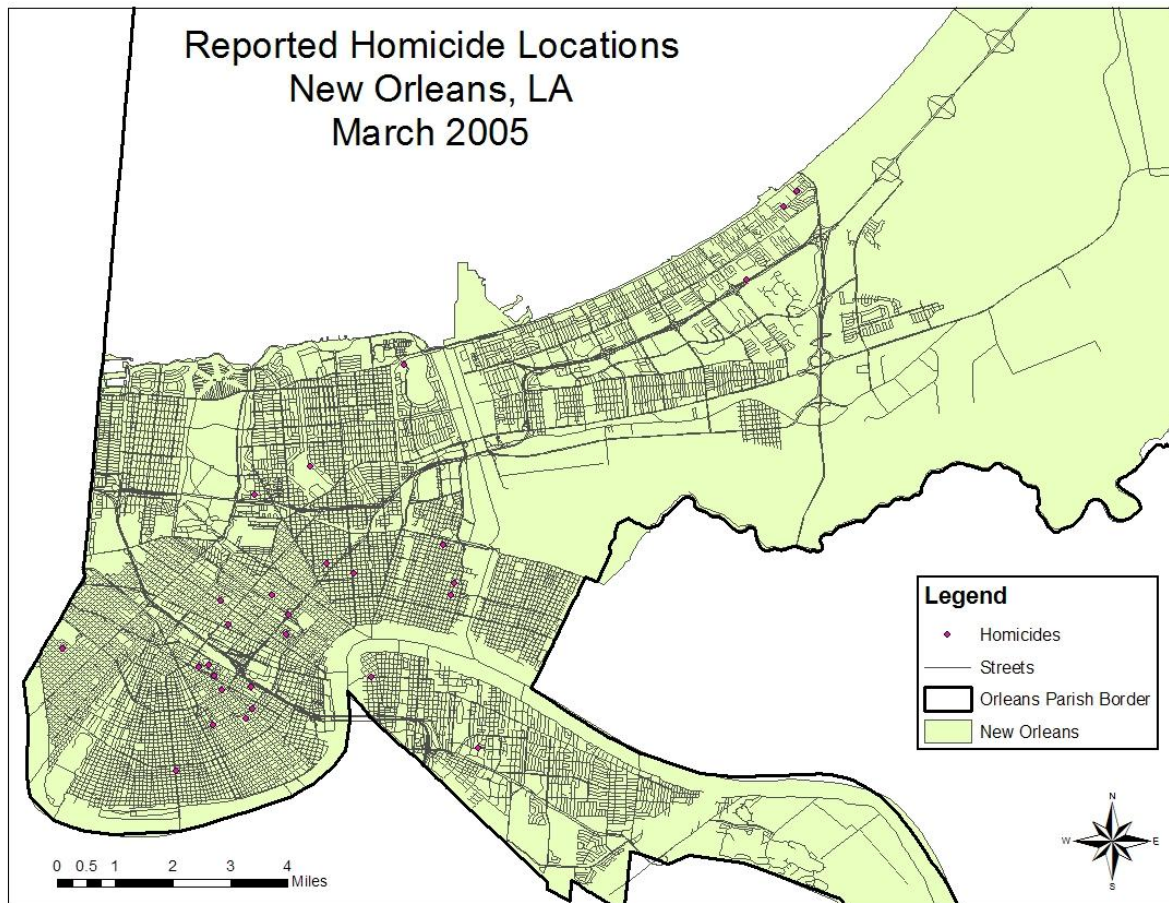 Reported Homicide Locations
New Orleans, LA
March 2005
Legend
Homicides
Streets
Orleans Parish Border
New Orleans
N
W E
S
0 0.5 1 2 3 4
Miles